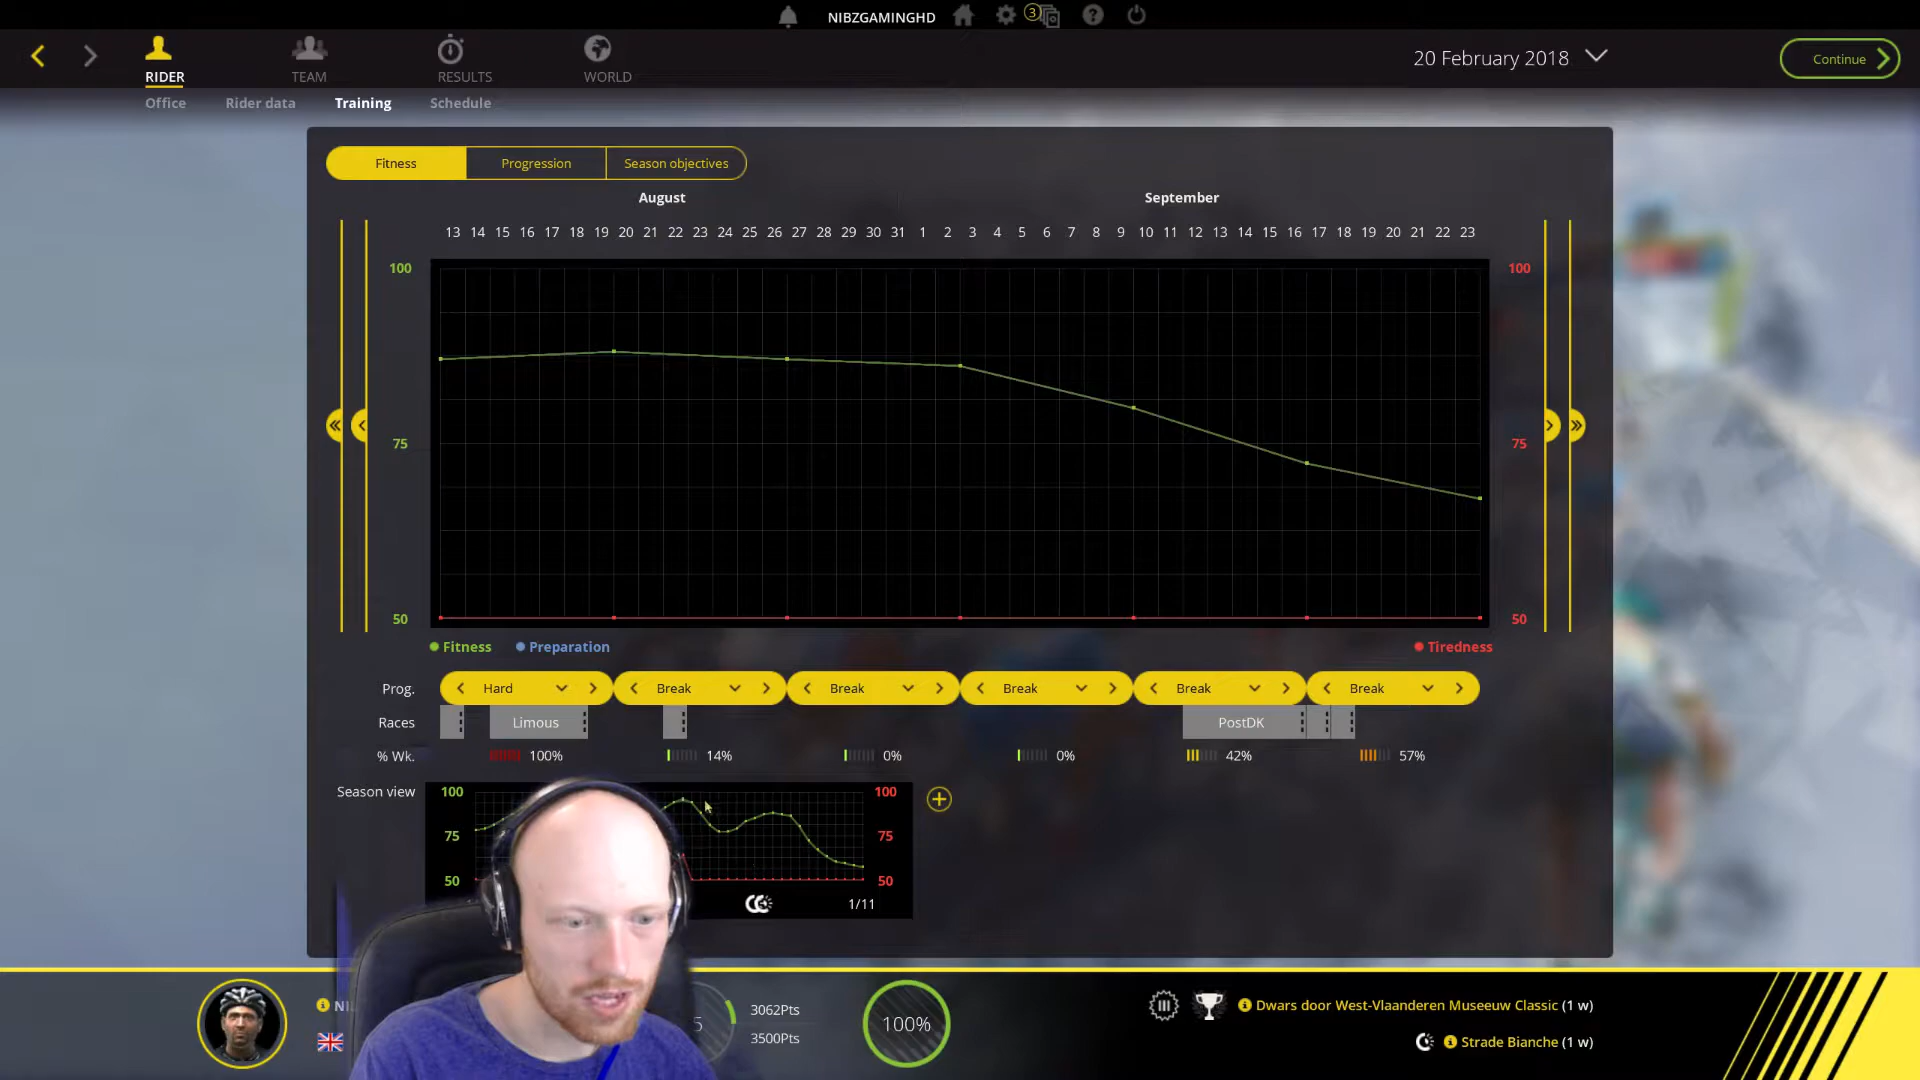 NIBZGAMINGHD
3
RIDER
TEAM
RESULTS
WORLD
20 February 2018
Continue
Office
Rider data
Training
Schedule
Fitness
Progression
Season objectives
August
September
13 14 15 16 17 18 19 20 21 22 23 24 25 26 27 28 29 30 31 1 2 3 4 5 6 7 8 9 10 11 12 13 14 15 16 17 18 19 20 21 22 23
100
100
75
75
50
50
Fitness
Preparation
Tiredness
Prog.
Hard
Break
Break
Break
Break
Break
Races
Limous
PostDK
% Wk.
100%
14%
0%
0%
42%
57%
Season view
100
100
75
75
50
50
1/11
3062Pts
3500Pts
100%
III
Dwars door West-Vlaanderen Museeuw Classic (1 w)
Strade Bianche (1 w)